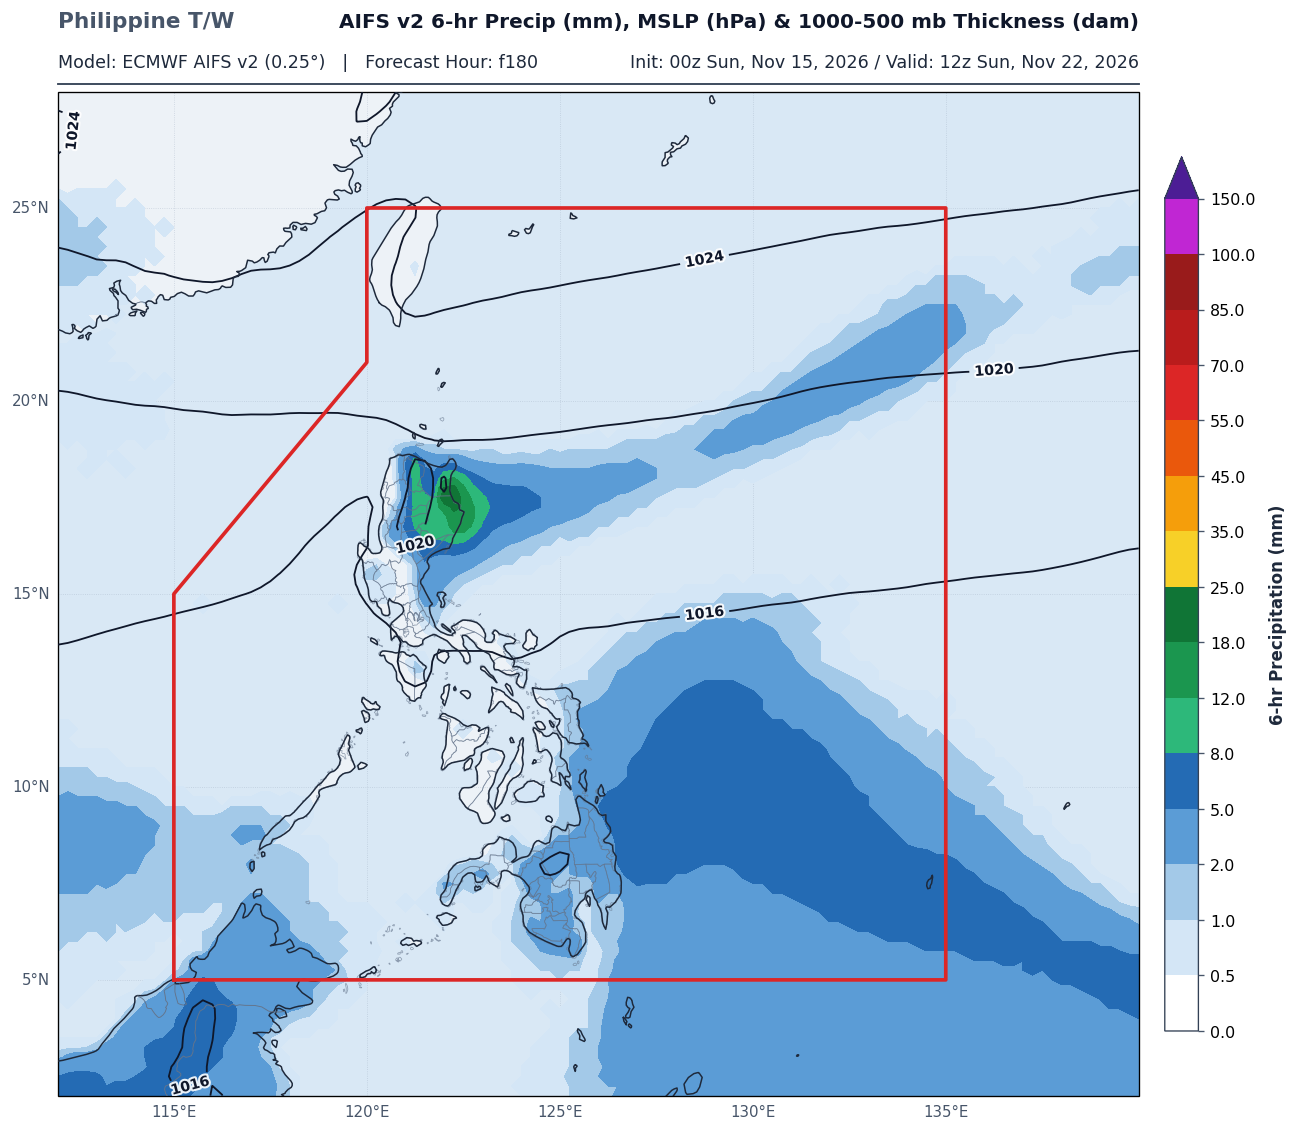 Philippine T/W
AIFS v2 6-hr Precip (mm), MSLP (hPa) & 1000-500 mb Thickness (dam)
Model: ECMWF AIFS v2 (0.25°) | Forecast Hour: f180
Init: 00z Sun, Nov 15, 2026 / Valid: 12z Sun, Nov 22, 2026
1024
25°N
1024
1020
20°N
1020
15°N
1016
10°N
5°N
1016
115°E
120°E
125°E
130°E
135°E
150.0
100.0
85.0
70.0
55.0
45.0
35.0
25.0
18.0
12.0
8.0
5.0
2.0
1.0
0.5
0.0
6-hr Precipitation (mm)